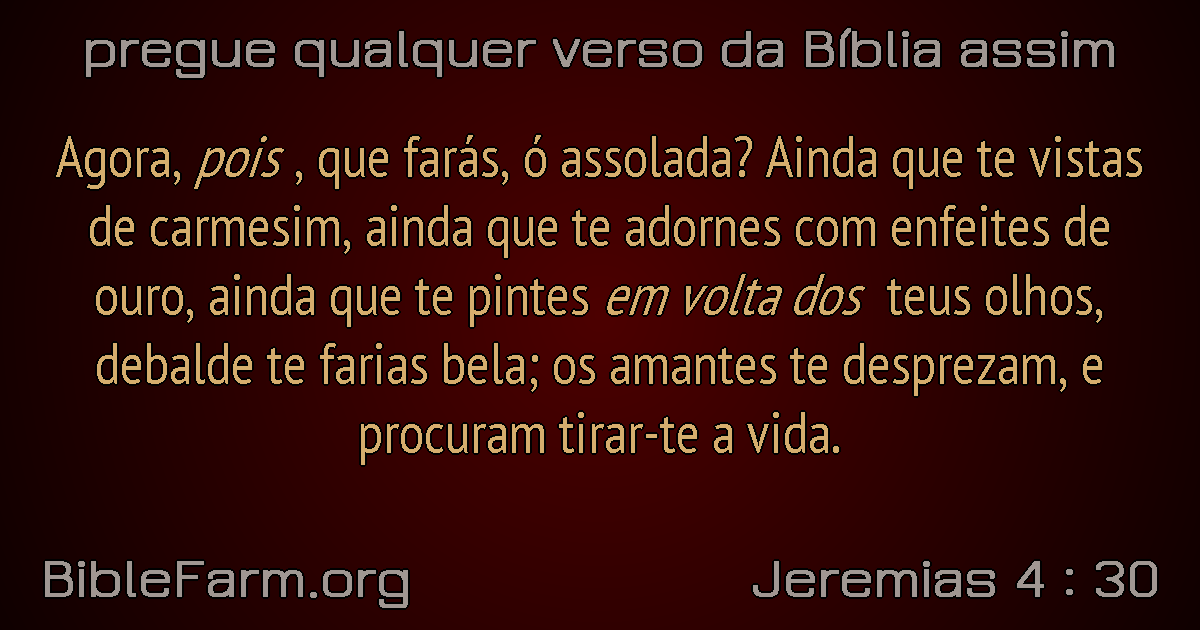 pregue qualquer verso da Bíblia assim
Agora, pois , que farás, ó assolada? Ainda que te vistas
de carmesim, ainda que te adornes com enfeites de
ouro, ainda que te pintes em volta dos teus olhos,
debalde te farias bela; os amantes te desprezam, e
procuram tirar-te a vida.
BibleFarm.org
Jeremias 4 : 30